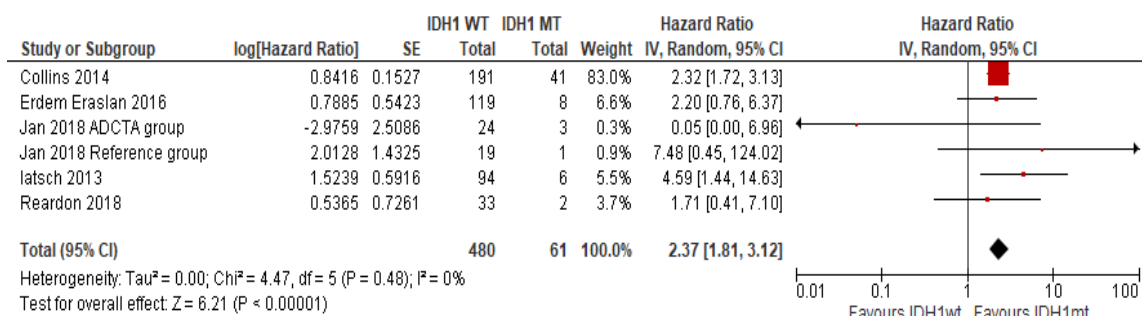 IDH1 WT IDH1 MT Hazard Ratio Hazard Ratio
Study or Subgroup log[Hazard Ratio] SE Total Total Weight IV, Random, 95% CI IV, Random, 95% CI
Collins 2014 0.8416 0.1527 191 41 83.0% 2.32 [1.72, 3.13]
Erdem Eraslan 2016 0.7885 0.5423 119 8 6.6% 2.20 [0.76, 6.37]
Jan 2018 ADCTA group -2.9759 2.5086 24 3 0.3% 0.05 [0.00, 6.96]
Jan 2018 Reference group 2.0128 1.4325 19 1 0.9% 7.48 [0.45, 124.02]
latsch 2013 1.5239 0.5916 94 6 5.5% 4.59 [1.44, 14.63]
Reardon 2018 0.5365 0.7261 33 2 3.7% 1.71 [0.41, 7.10]
Total (95% CI) 480 61 100.0% 2.37 [1.81, 3.12]
Heterogeneity: Tau² = 0.00; Chi² = 4.47, df = 5 (P = 0.48); I² = 0%
Test for overall effect: Z = 6.21 (P < 0.00001)
0.01 0.1 1 10 100
Favours IDH1wt Favours IDH1mt